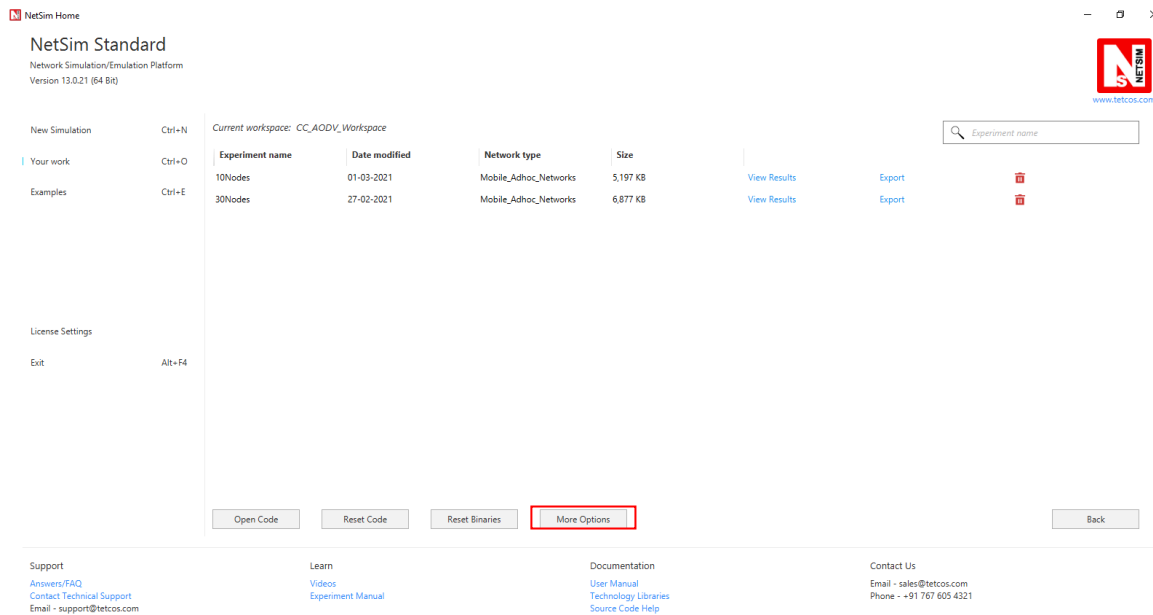 NetSim Home
NetSim Standard
Network Simulation/Emulation Platform
Version 13.0.21 (64 Bit)
NETSIM
N S
www.tetcos.com
New Simulation Ctrl+N
Your work Ctrl+O
Examples Ctrl+E
License Settings
Exit Alt+F4
Current workspace: CC_AODV_Workspace
Experiment name
Experiment name Date modified Network type Size
10Nodes 01-03-2021 Mobile_Adhoc_Networks 5,197 KB View Results Export
30Nodes 27-02-2021 Mobile_Adhoc_Networks 6,877 KB View Results Export
Open Code Reset Code Reset Binaries More Options Back
Support
Answers/FAQ
Contact Technical Support
Email - support@tetcos.com
Learn
Videos
Experiment Manual
Documentation
User Manual
Technology Libraries
Source Code Help
Contact Us
Email - sales@tetcos.com
Phone - +91 767 605 4321